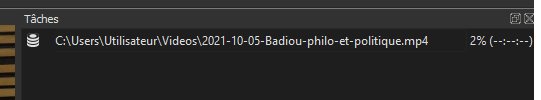 Tâches
C:\Users\Utilisateur\Videos\2021-10-05-Badiou-philo-et-politique.mp4 2% (--:--:--)